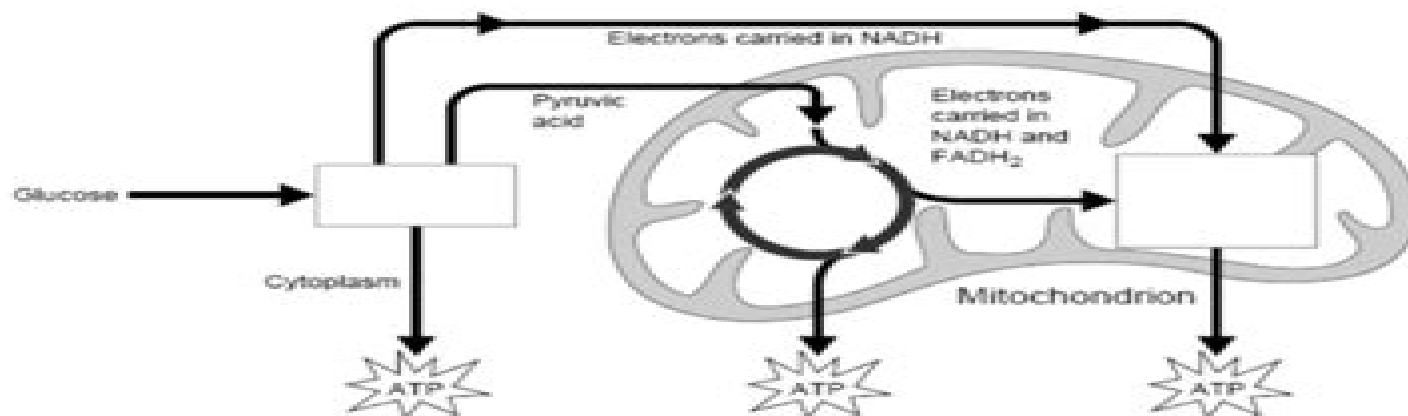 Electrons carried in NADH
Pyruvic
acid
Electrons
carried in
NADH and
FADH₂
Glucose
Cytoplasm
Mitochondrion
ATP
ATP
ATP